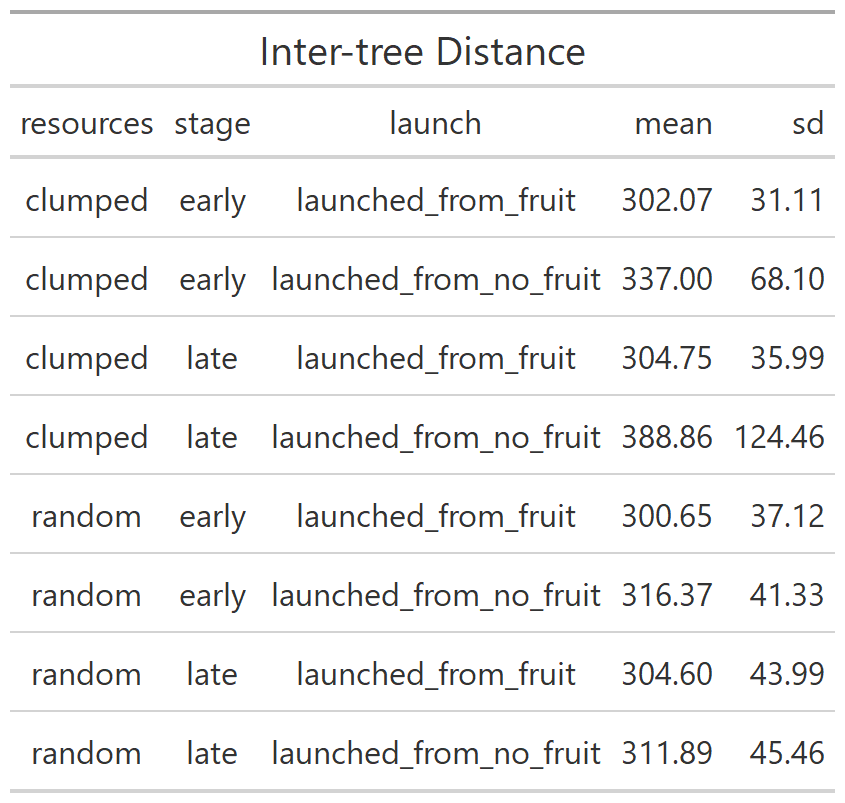 Inter-tree Distance
resources stage launch mean sd
clumped early launched_from_fruit 302.07 31.11
clumped early launched_from_no_fruit 337.00 68.10
clumped late launched_from_fruit 304.75 35.99
clumped late launched_from_no_fruit 388.86 124.46
random early launched_from_fruit 300.65 37.12
random early launched_from_no_fruit 316.37 41.33
random late launched_from_fruit 304.60 43.99
random late launched_from_no_fruit 311.89 45.46